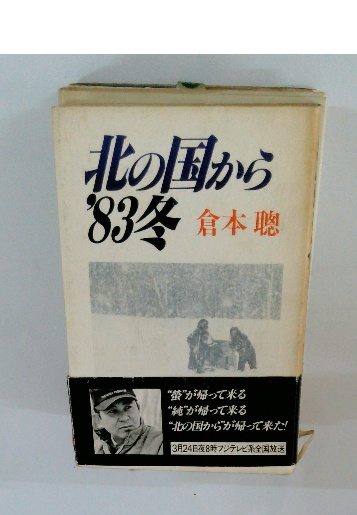 北の国から
'83冬
倉本 聰
“螢”が帰って来る
“純”が帰って来る
“北の国から”が帰って来た!
3月24日夜8時フジテレビ系全国放送